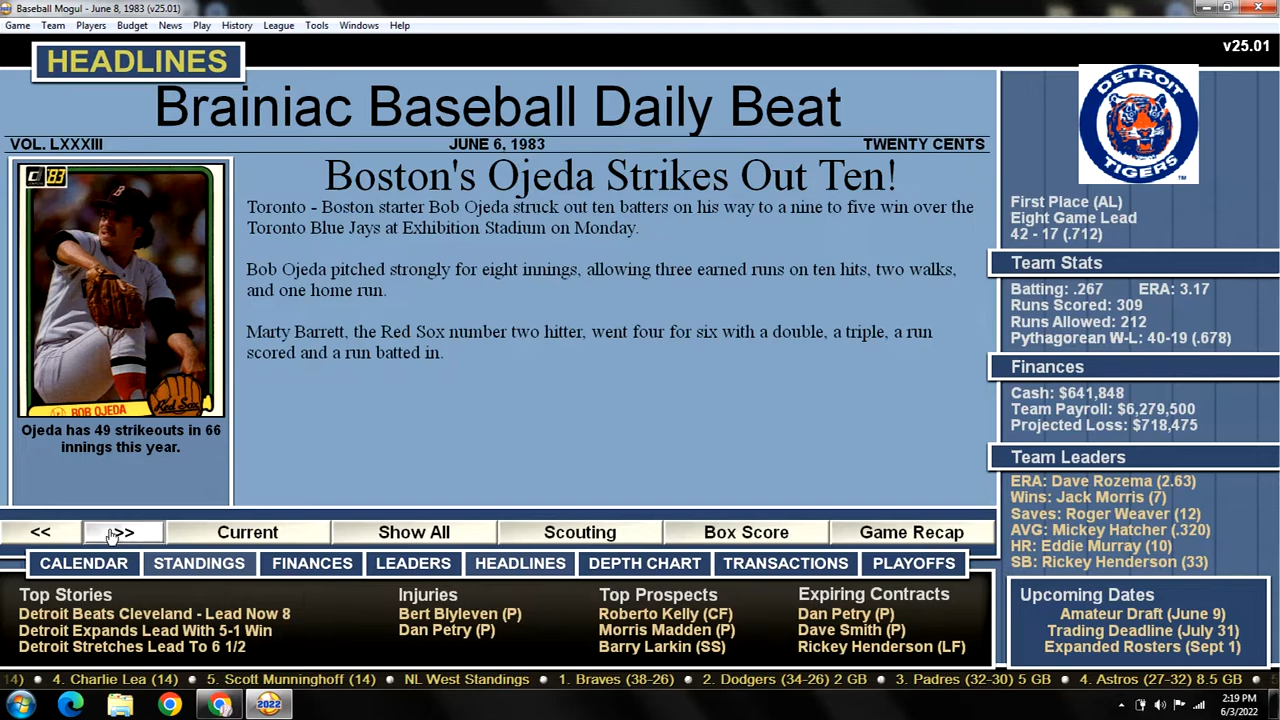 Baseball Mogul - June 8, 1983 (v25.01)
Game Team Players Budget News Play History League Tools Windows Help
HEADLINES
v25.01
Brainiac Baseball Daily Beat
VOL. LXXXIII JUNE 6, 1983 TWENTY CENTS
83
BOB OJEDA
Red Sox
Ojeda has 49 strikeouts in 66
innings this year.
Boston's Ojeda Strikes Out Ten!
Toronto - Boston starter Bob Ojeda struck out ten batters on his way to a nine to five win over the
Toronto Blue Jays at Exhibition Stadium on Monday.
Bob Ojeda pitched strongly for eight innings, allowing three earned runs on ten hits, two walks,
and one home run.
Marty Barrett, the Red Sox number two hitter, went four for six with a double, a triple, a run
scored and a run batted in.
DETROIT
TIGERS
First Place (AL)
Eight Game Lead
42 - 17 (.712)
Team Stats
Batting: .267 ERA: 3.17
Runs Scored: 309
Runs Allowed: 212
Pythagorean W-L: 40-19 (.678)
Finances
Cash: $641,848
Team Payroll: $6,279,500
Projected Loss: $718,475
Team Leaders
ERA: Dave Rozema (2.63)
Wins: Jack Morris (7)
Saves: Roger Weaver (12)
AVG: Mickey Hatcher (.320)
HR: Eddie Murray (10)
SB: Rickey Henderson (33)
<< >> Current Show All Scouting Box Score Game Recap
CALENDAR STANDINGS FINANCES LEADERS HEADLINES DEPTH CHART TRANSACTIONS PLAYOFFS
Top Stories
Detroit Beats Cleveland - Lead Now 8
Detroit Expands Lead With 5-1 Win
Detroit Stretches Lead To 6 1/2
Injuries
Bert Blyleven (P)
Dan Petry (P)
Top Prospects
Roberto Kelly (CF)
Morris Madden (P)
Barry Larkin (SS)
Expiring Contracts
Dan Petry (P)
Dave Smith (P)
Rickey Henderson (LF)
Upcoming Dates
Amateur Draft (June 9)
Trading Deadline (July 31)
Expanded Rosters (Sept 1)
14) • 4. Charlie Lea (14) • 5. Scott Munninghoff (14) • NL West Standings • 1. Braves (38-26) • 2. Dodgers (34-26) 2 GB • 3. Padres (32-30) 5 GB • 4. Astros (27-32) 8.5 GB •
2022
2:19 PM
6/3/2022